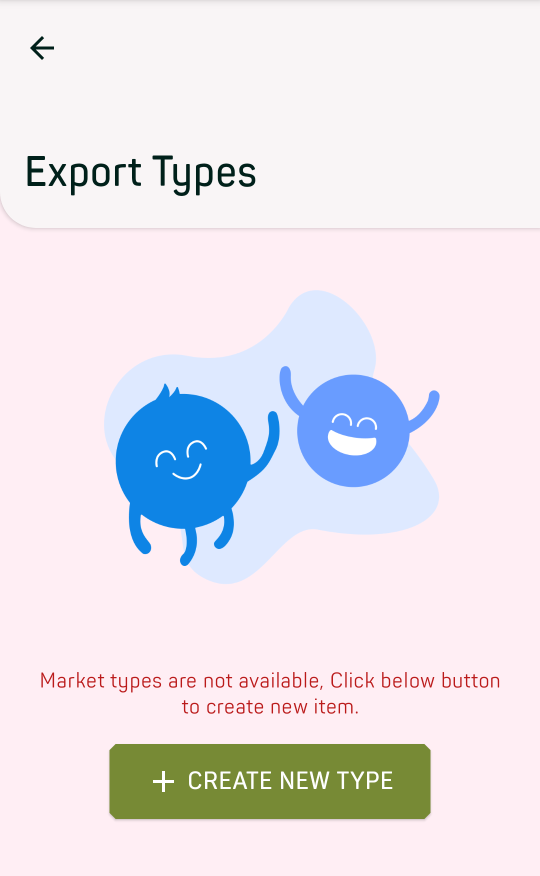 Export Types
Market types are not available, Click below button
to create new item.
CREATE NEW TYPE